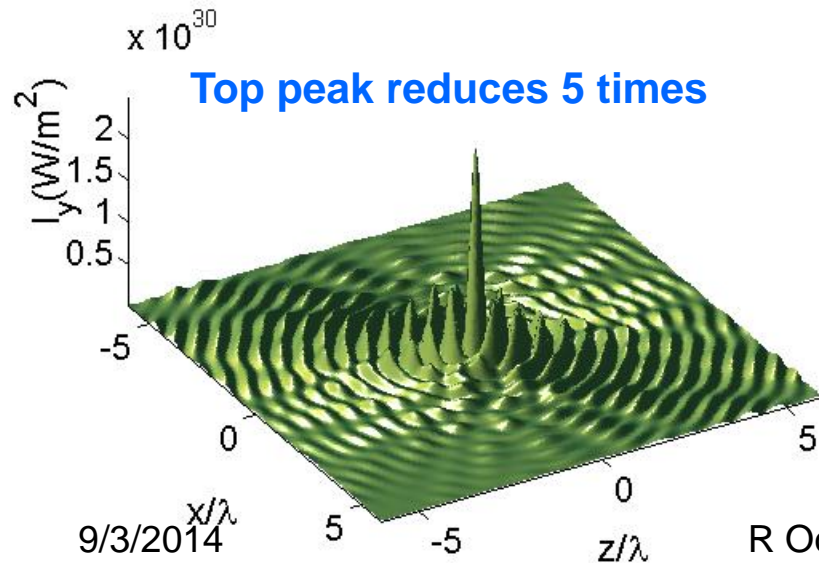 x 10^30
Top peak reduces 5 times
I_y(W/m^2)
2
1.5
1
0.5
-5
0
5
x/λ
-5
0
5
z/λ
9/3/2014
R